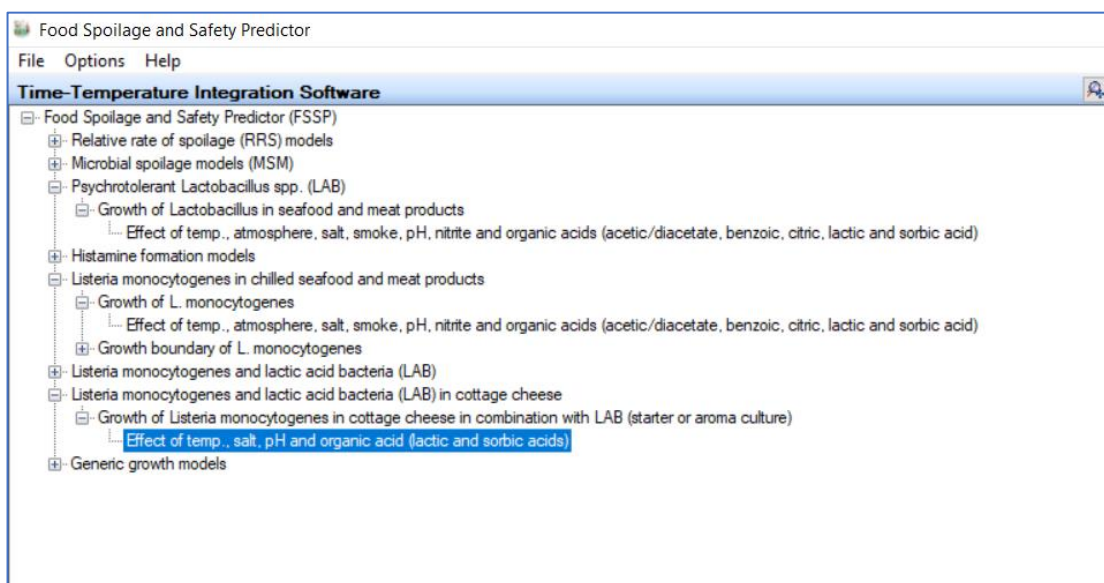 Food Spoilage and Safety Predictor
File Options Help
Time-Temperature Integration Software
Food Spoilage and Safety Predictor (FSSP)
Relative rate of spoilage (RRS) models
Microbial spoilage models (MSM)
Psychrotolerant Lactobacillus spp. (LAB)
Growth of Lactobacillus in seafood and meat products
Effect of temp., atmosphere, salt, smoke, pH, nitrite and organic acids (acetic/diacetate, benzoic, citric, lactic and sorbic acid)
Histamine formation models
Listeria monocytogenes in chilled seafood and meat products
Growth of L. monocytogenes
Effect of temp., atmosphere, salt, smoke, pH, nitrite and organic acids (acetic/diacetate, benzoic, citric, lactic and sorbic acid)
Growth boundary of L. monocytogenes
Listeria monocytogenes and lactic acid bacteria (LAB)
Listeria monocytogenes and lactic acid bacteria (LAB) in cottage cheese
Growth of Listeria monocytogenes in cottage cheese in combination with LAB (starter or aroma culture)
Effect of temp., salt, pH and organic acid (lactic and sorbic acids)
Generic growth models